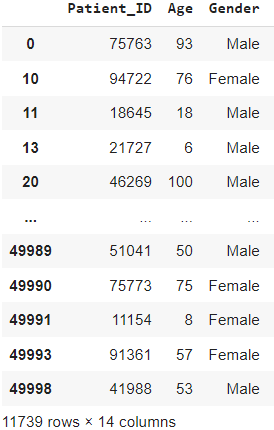 Patient_ID Age Gender
0 75763 93 Male
10 94722 76 Female
11 18645 18 Male
13 21727 6 Male
20 46269 100 Male
... ... ... ...
49989 51041 50 Male
49990 75773 75 Female
49991 11154 8 Female
49993 91361 57 Female
49998 41988 53 Male
11739 rows × 14 columns